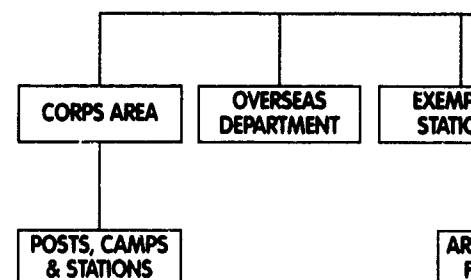 CORPS AREA
OVERSEAS
DEPARTMENT
POSTS, CAMPS
& STATIONS